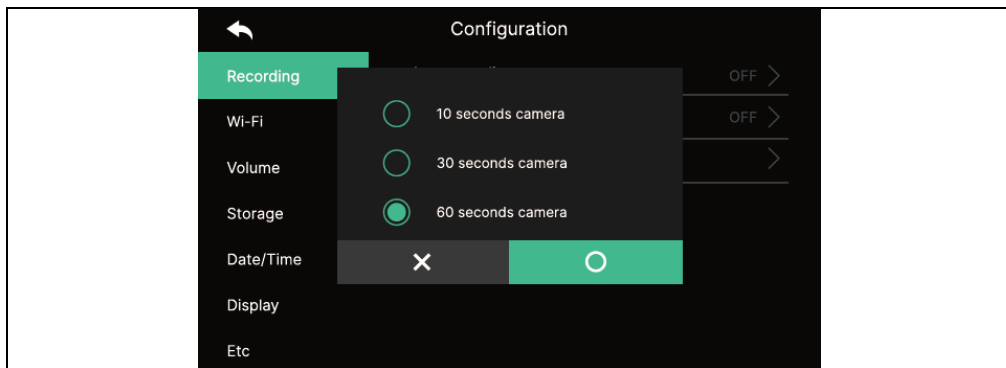 Configuration
Recording
OFF
Wi-Fi
OFF
Volume
Storage
Date/Time
Display
Etc
10 seconds camera
30 seconds camera
60 seconds camera